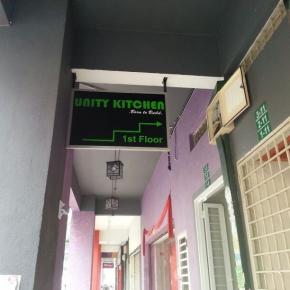 UNITY KITCHEN
Born to Build.
1st Floor